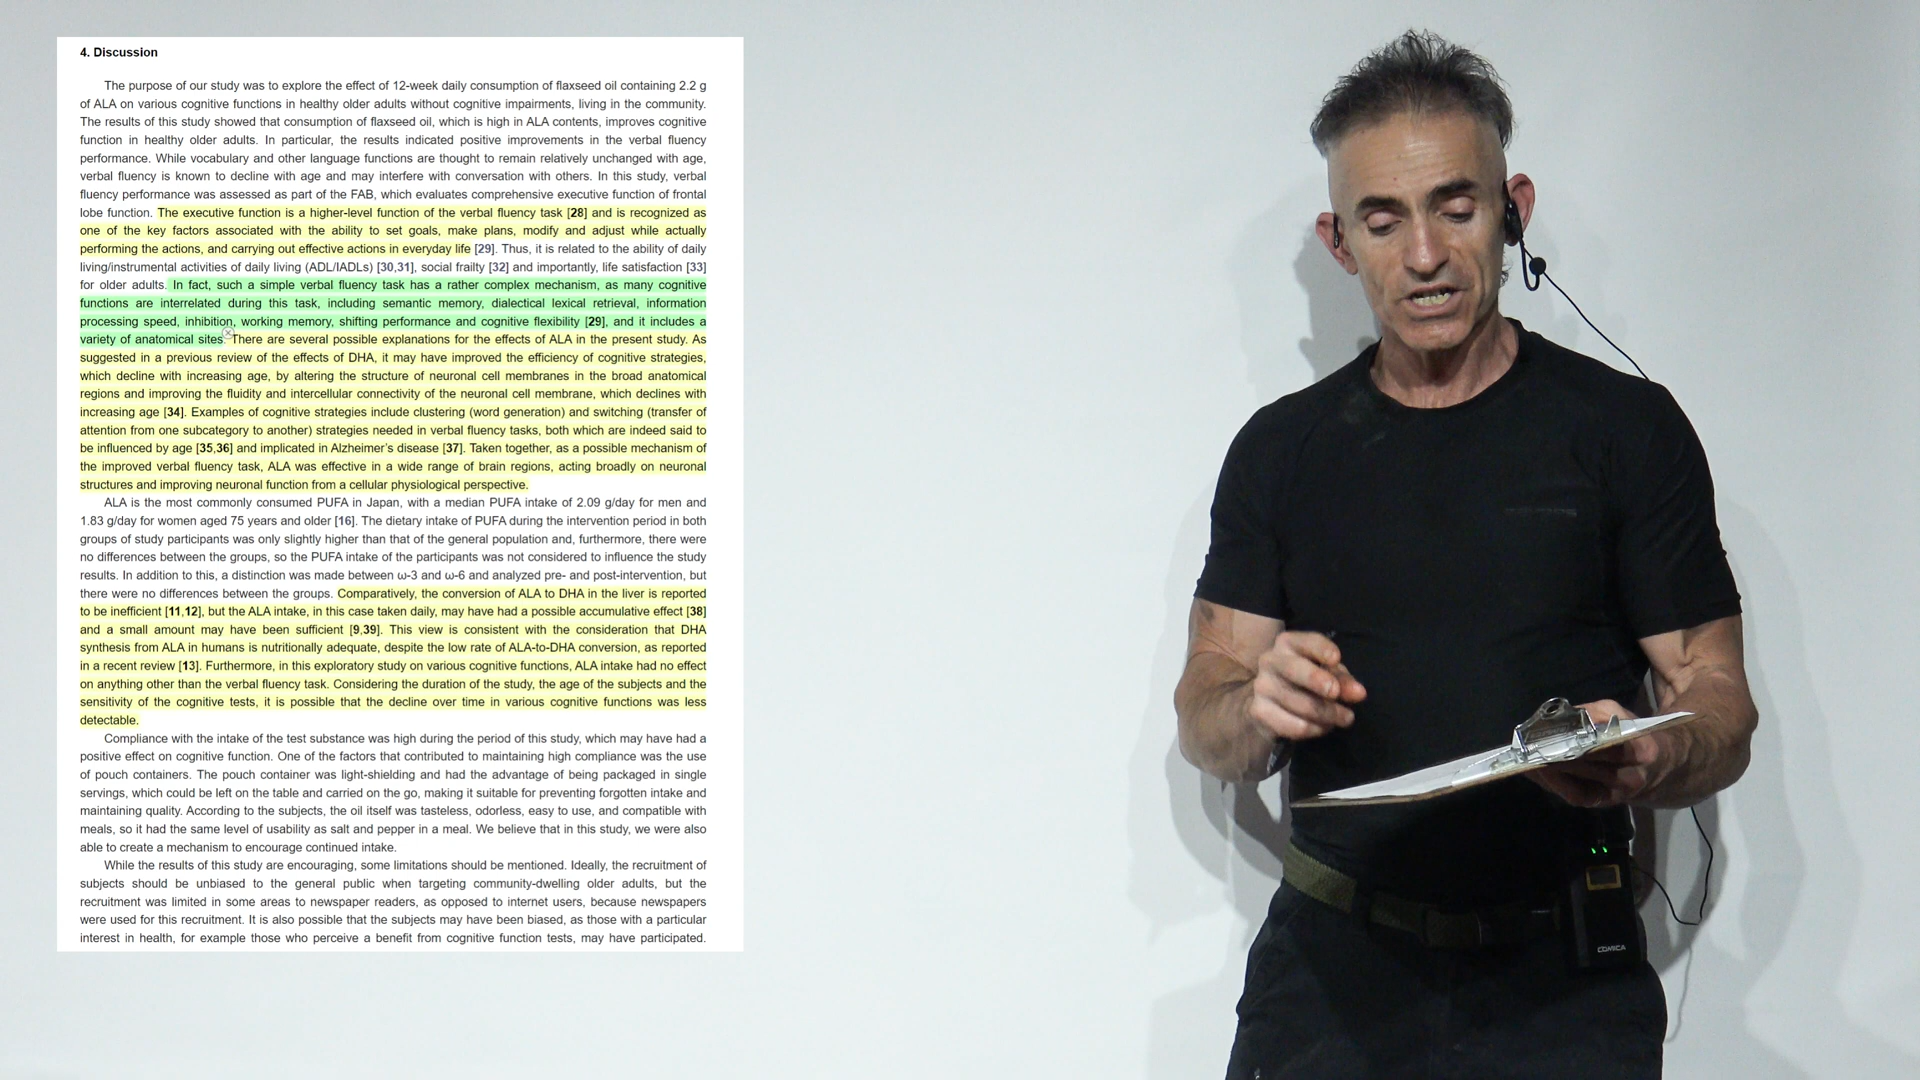 4. Discussion
The purpose of our study was to explore the effect of 12-week daily consumption of flaxseed oil containing 2.2 g
of ALA on various cognitive functions in healthy older adults without cognitive impairments, living in the community.
The results of this study showed that consumption of flaxseed oil, which is high in ALA contents, improves cognitive
function in healthy older adults. In particular, the results indicated positive improvements in the verbal fluency
performance. While vocabulary and other language functions are thought to remain relatively unchanged with age,
verbal fluency is known to decline with age and may interfere with conversation with others. In this study, verbal
fluency performance was assessed as part of the FAB, which evaluates comprehensive executive function of frontal
lobe function. The executive function is a higher-level function of the verbal fluency task [28] and is recognized as
one of the key factors associated with the ability to set goals, make plans, modify and adjust while actually
performing the actions, and carrying out effective actions in everyday life [29]. Thus, it is related to the ability of daily
living/instrumental activities of daily living (ADL/IADLs) [30,31], social frailty [32] and importantly, life satisfaction [33]
for older adults. In fact, such a simple verbal fluency task has a rather complex mechanism, as many cognitive
functions are interrelated during this task, including semantic memory, dialectical lexical retrieval, information
processing speed, inhibition, working memory, shifting performance and cognitive flexibility [29], and it includes a
variety of anatomical sites. There are several possible explanations for the effects of ALA in the present study. As
suggested in a previous review of the effects of DHA, it may have improved the efficiency of cognitive strategies,
which decline with increasing age, by altering the structure of neuronal cell membranes in the broad anatomical
regions and improving the fluidity and intercellular connectivity of the neuronal cell membrane, which declines with
increasing age [34]. Examples of cognitive strategies include clustering (word generation) and switching (transfer of
attention from one subcategory to another) strategies needed in verbal fluency tasks, both which are indeed said to
be influenced by age [35,36] and implicated in Alzheimer's disease [37]. Taken together, as a possible mechanism of
the improved verbal fluency task, ALA was effective in a wide range of brain regions, acting broadly on neuronal
structures and improving neuronal function from a cellular physiological perspective.
ALA is the most commonly consumed PUFA in Japan, with a median PUFA intake of 2.09 g/day for men and
1.83 g/day for women aged 75 years and older [16]. The dietary intake of PUFA during the intervention period in both
groups of study participants was only slightly higher than that of the general population and, furthermore, there were
no differences between the groups, so the PUFA intake of the participants was not considered to influence the study
results. In addition to this, a distinction was made between ω-3 and ω-6 and analyzed pre- and post-intervention, but
there were no differences between the groups. Comparatively, the conversion of ALA to DHA in the liver is reported
to be inefficient [11,12], but the ALA intake, in this case taken daily, may have had a possible accumulative effect [38]
and a small amount may have been sufficient [9,39]. This view is consistent with the consideration that DHA
synthesis from ALA in humans is nutritionally adequate, despite the low rate of ALA-to-DHA conversion, as reported
in a recent review [13]. Furthermore, in this exploratory study on various cognitive functions, ALA intake had no effect
on anything other than the verbal fluency task. Considering the duration of the study, the age of the subjects and the
sensitivity of the cognitive tests, it is possible that the decline over time in various cognitive functions was less
detectable.
Compliance with the intake of the test substance was high during the period of this study, which may have had a
positive effect on cognitive function. One of the factors that contributed to maintaining high compliance was the use
of pouch containers. The pouch container was light-shielding and had the advantage of being packaged in single
servings, which could be left on the table and carried on the go, making it suitable for preventing forgotten intake and
maintaining quality. According to the subjects, the oil itself was tasteless, odorless, easy to use, and compatible with
meals, so it had the same level of usability as salt and pepper in a meal. We believe that in this study, we were also
able to create a mechanism to encourage continued intake.
While the results of this study are encouraging, some limitations should be mentioned. Ideally, the recruitment of
subjects should be unbiased to the general public when targeting community-dwelling older adults, but the
recruitment was limited in some areas to newspaper readers, as opposed to internet users, because newspapers
were used for this recruitment. It is also possible that the subjects may have been biased, as those with a particular
interest in health, for example those who perceive a benefit from cognitive function tests, may have participated.
COMICA